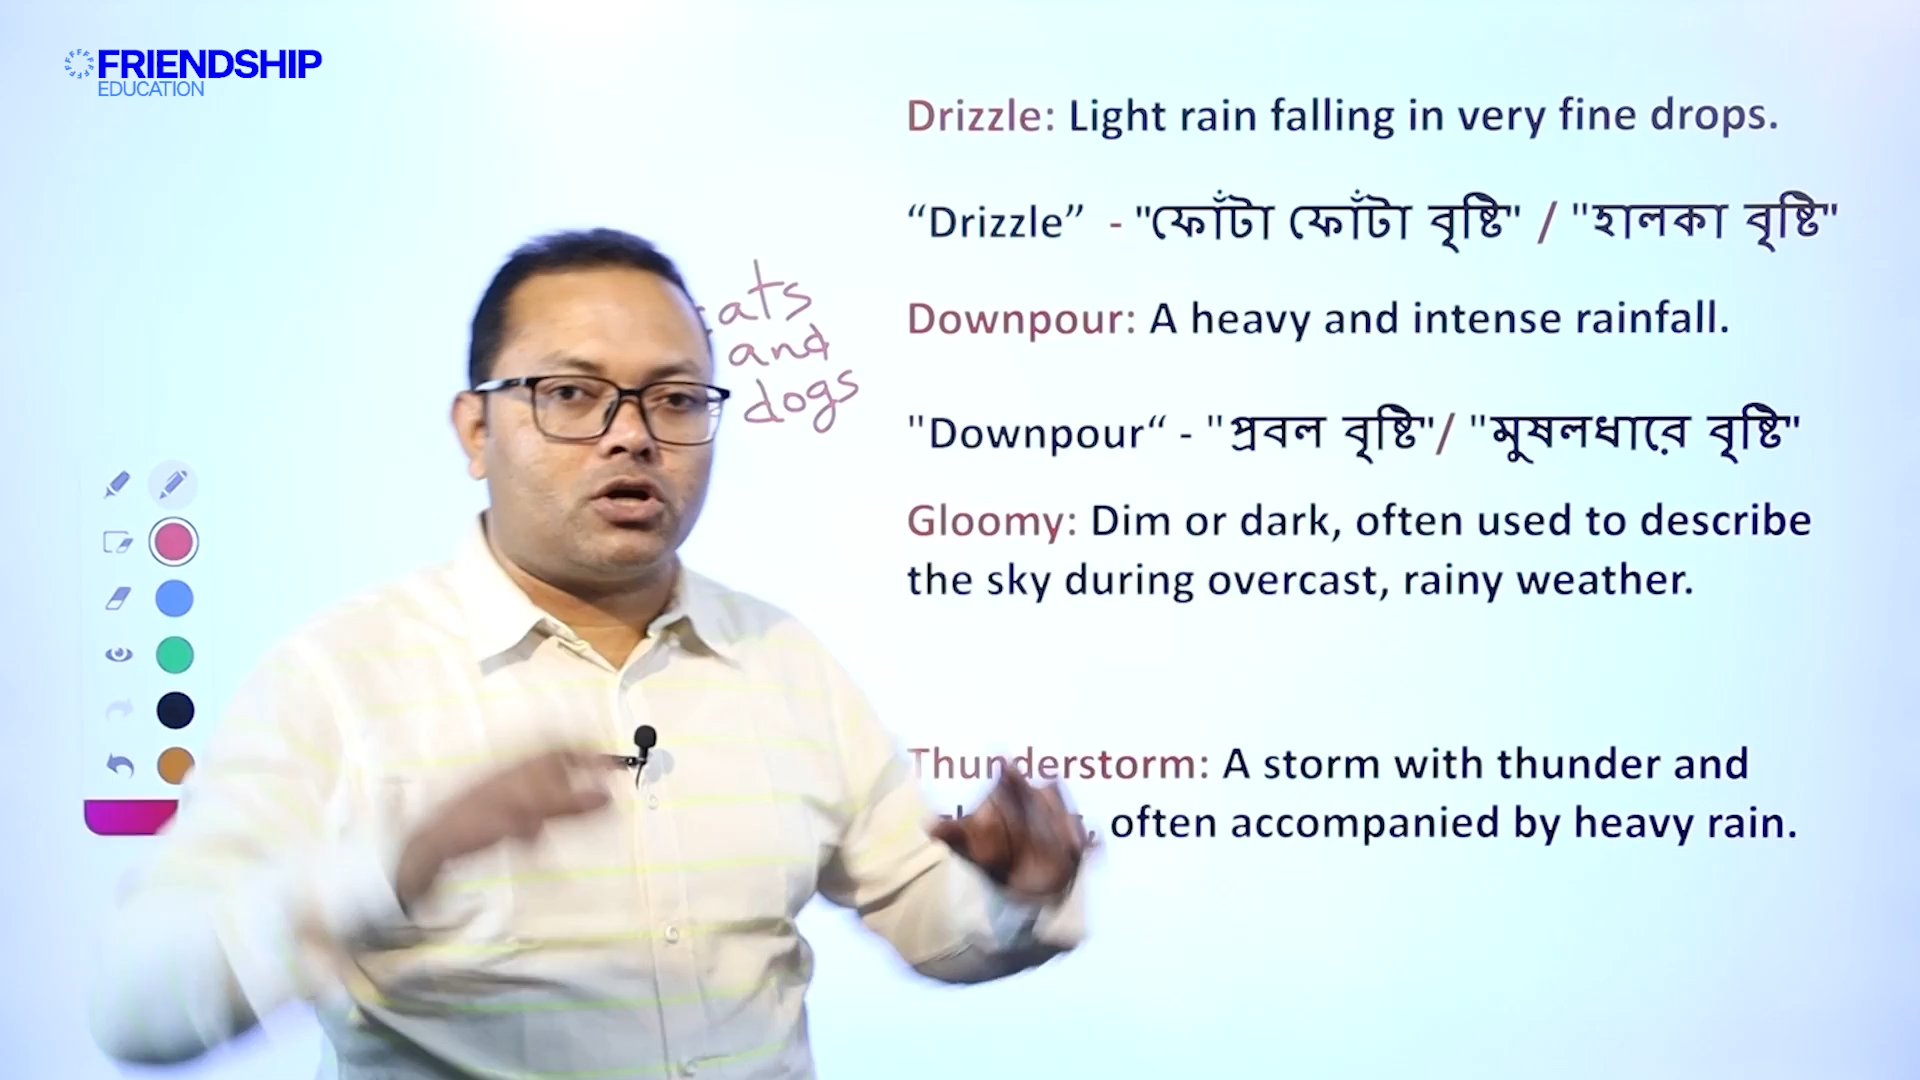 FRIENDSHIP
EDUCATION
Drizzle: Light rain falling in very fine drops.
“Drizzle” - "ফোঁটা ফোঁটা বৃষ্টি" / "হালকা বৃষ্টি"
cats
and
dogs
Downpour: A heavy and intense rainfall.
"Downpour“ - "প্রবল বৃষ্টি"/ "মুষলধারে বৃষ্টি"
Gloomy: Dim or dark, often used to describe
the sky during overcast, rainy weather.
Thunderstorm: A storm with thunder and
often accompanied by heavy rain.